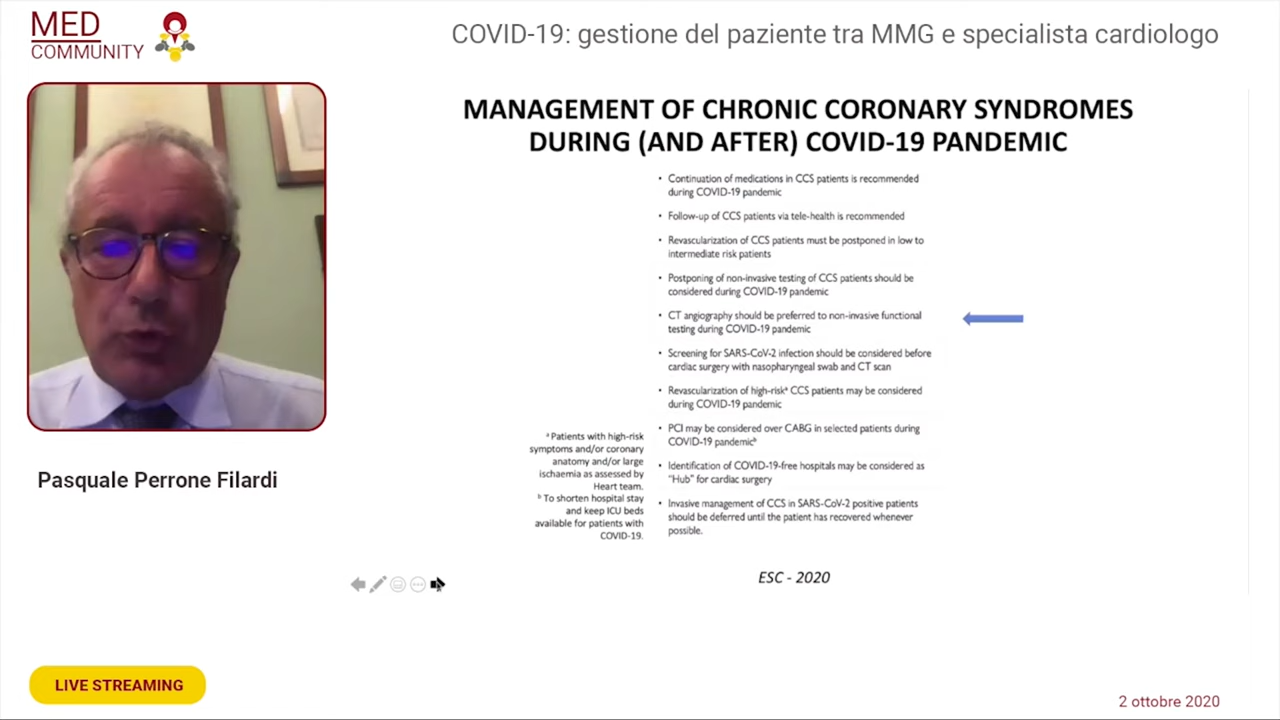 MED
COMMUNITY
COVID-19: gestione del paziente tra MMG e specialista cardiologo
MANAGEMENT OF CHRONIC CORONARY SYNDROMES
DURING (AND AFTER) COVID-19 PANDEMIC
• Continuation of medications in CCS patients is recommended
during COVID-19 pandemic
• Follow-up of CCS patients via tele-health is recommended
• Revascularization of CCS patients must be postponed in low to
intermediate risk patients
• Postponing of non-invasive testing of CCS patients should be
considered during COVID-19 pandemic
• CT angiography should be preferred to non-invasive functional
testing during COVID-19 pandemic
• Screening for SARS-CoV-2 infection should be considered before
cardiac surgery with nasopharyngeal swab and CT scan
• Revascularization of high-riskª CCS patients may be considered
during COVID-19 pandemic
• PCI may be considered over CABG in selected patients during
COVID-19 pandemicᵇ
• Identification of COVID-free hospitals may be considered as
"Hub" for cardiac surgery
• Invasive management of CCS in SARS-CoV-2 positive patients
should be deferred until the patient has recovered whenever
possible.
ª Patients with high-risk
symptoms and/or coronary
anatomy and/or large
ischaemia as assessed by
Heart team.
ᵇ To shorten hospital stay
and keep ICU beds
available for patients with
COVID-19.
ESC - 2020
Pasquale Perrone Filardi
LIVE STREAMING
2 ottobre 2020